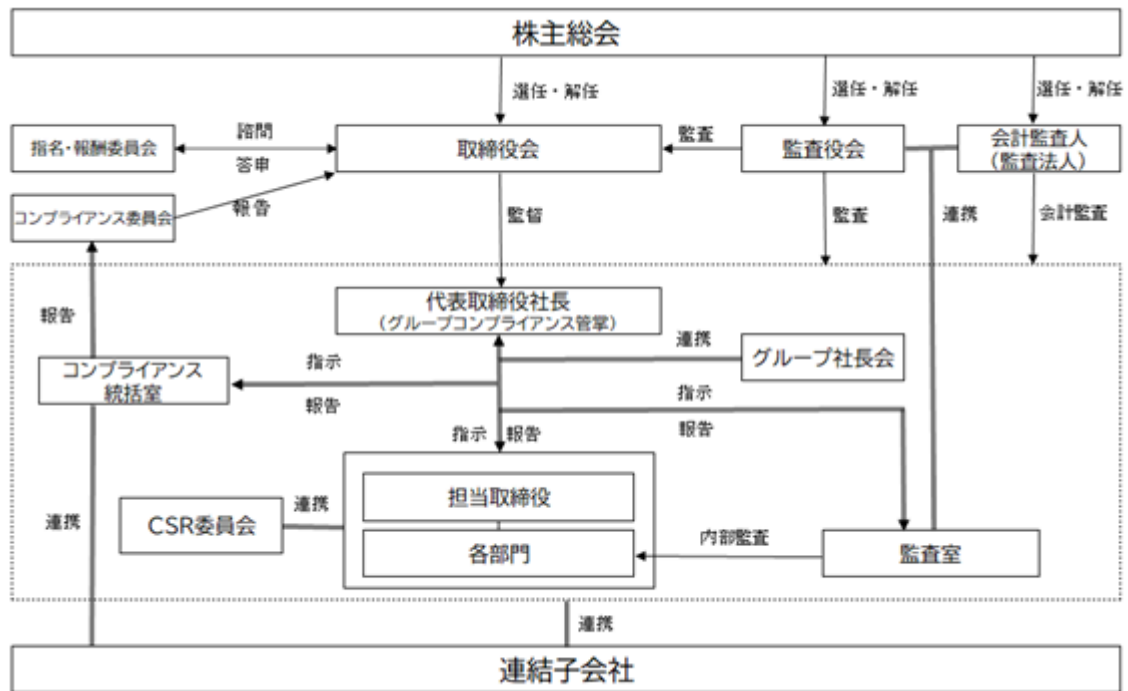 株主総会
選任・解任
選任・解任
選任・解任
指名・報酬委員会
諮問
答申
取締役会
監査
監査役会
会計監査人
（監査法人）
コンプライアンス委員会
報告
監督
監査
連携
会計監査
代表取締役社長
（グループコンプライアンス管掌）
報告
コンプライアンス
統括室
指示
報告
連携
グループ社長会
指示
報告
指示
報告
担当取締役
CSR委員会
連携
各部門
内部監査
監査室
連携
連携
連結子会社